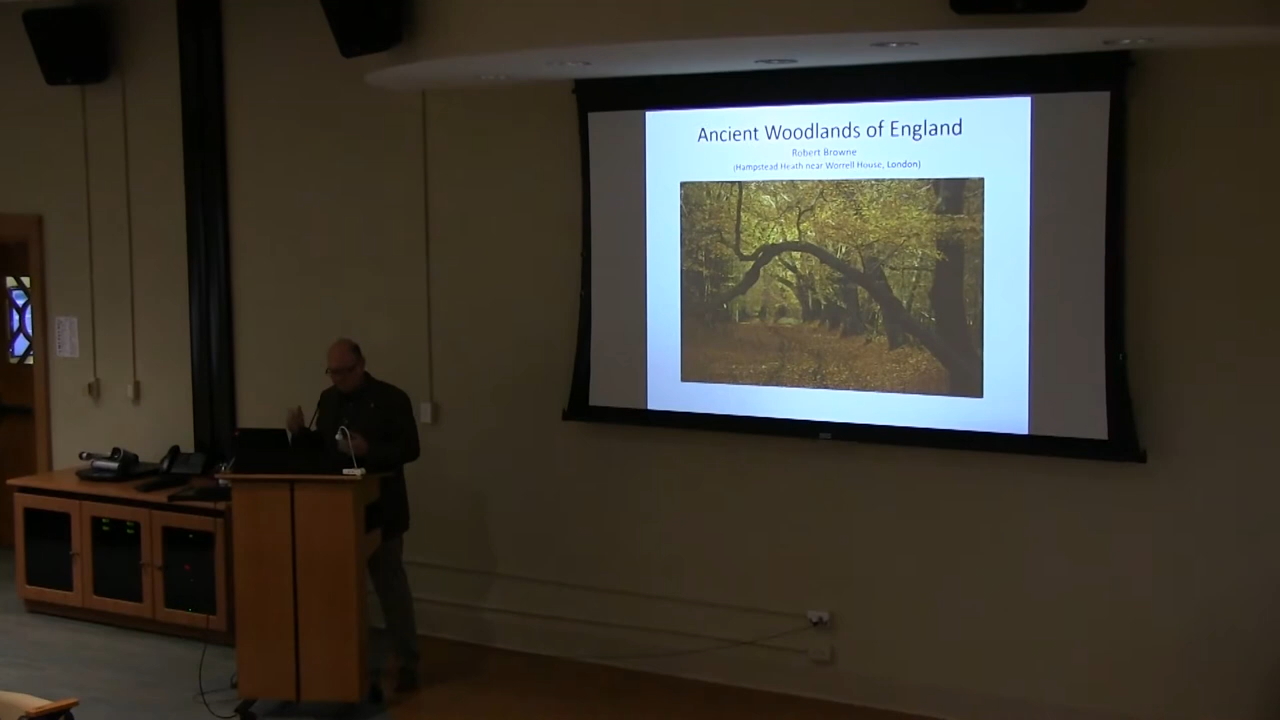 Ancient Woodlands of England
Robert Browne
(Hampstead Heath near Worrell House, London)